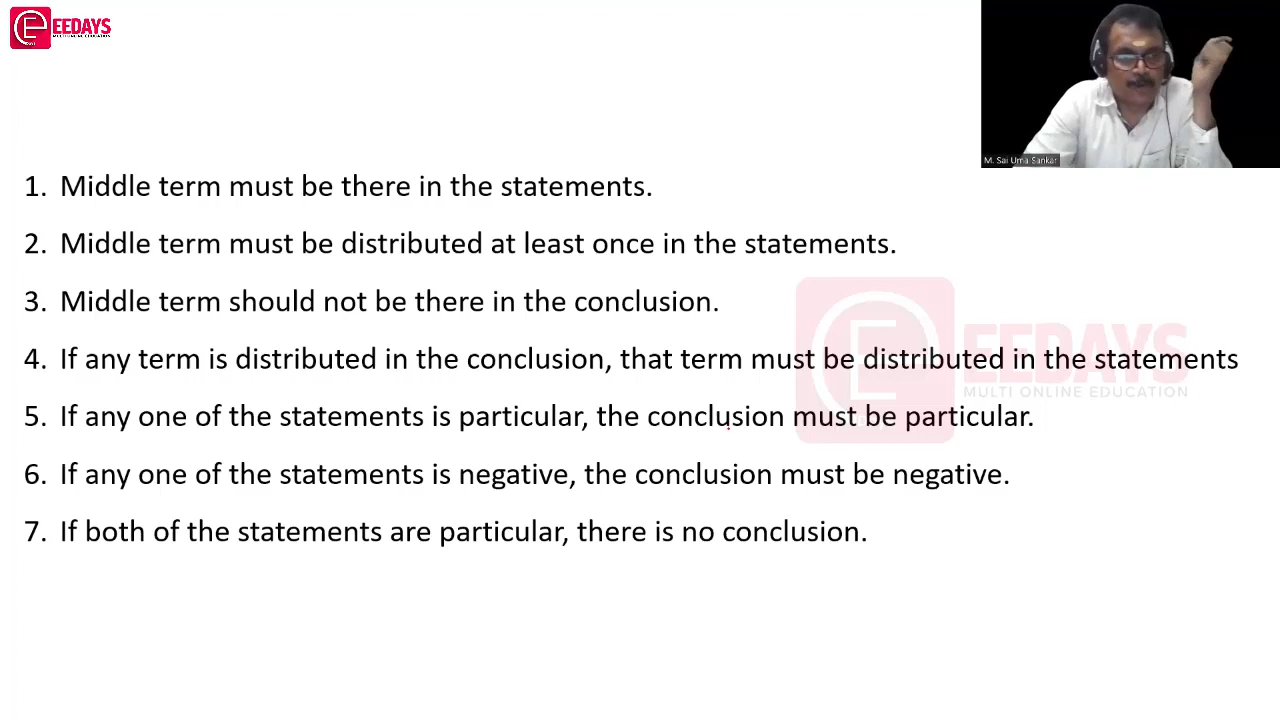 EEDAYS
MULTI ONLINE EDUCATION
M. Sai Uma Sankar
1. Middle term must be there in the statements.
2. Middle term must be distributed at least once in the statements.
3. Middle term should not be there in the conclusion.
4. If any term is distributed in the conclusion, that term must be distributed in the statements
5. If any one of the statements is particular, the conclusion must be particular.
6. If any one of the statements is negative, the conclusion must be negative.
7. If both of the statements are particular, there is no conclusion.
EEDAYS
MULTI ONLINE EDUCATION